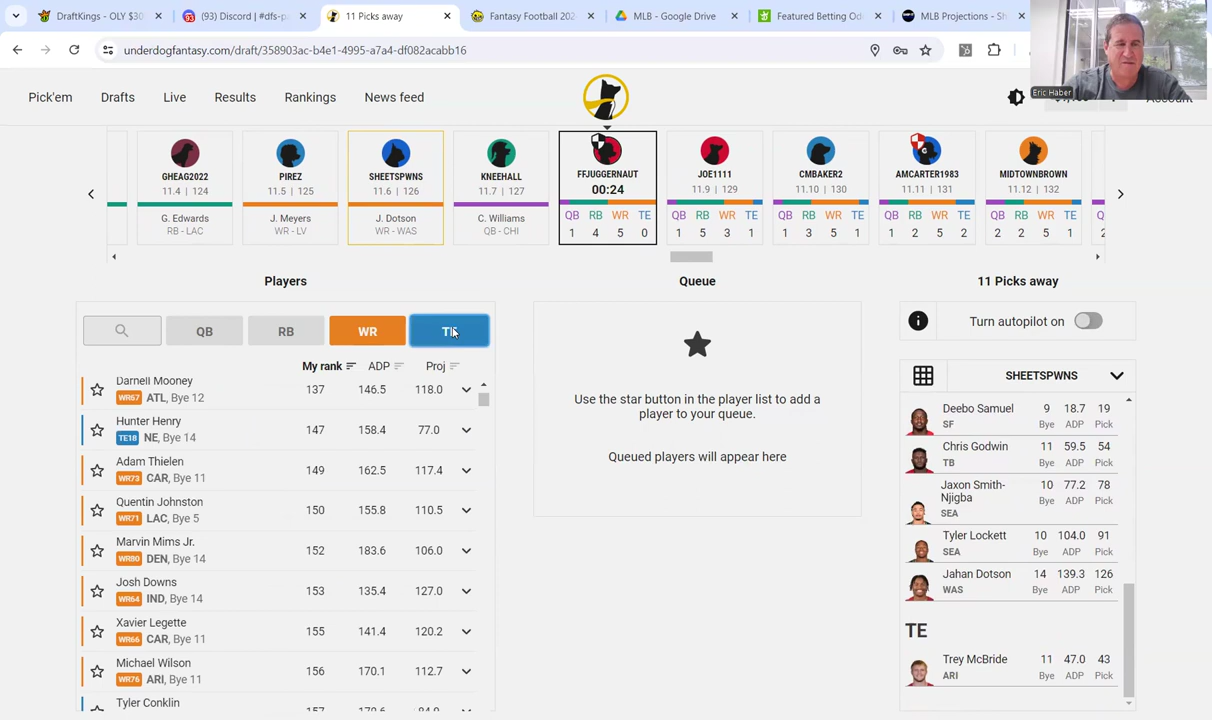 DraftKings - OLY $30
(93) Discord | #dfs-p
11 Picks away
Fantasy Football 202
MLB - Google Drive
Featured Betting Od
MLB Projections - Sh
underdogfantasy.com/draft/358903ac-b4e1-4995-a7a4-df082acabb16
Eric Haber
Pick'em
Drafts
Live
Results
Rankings
News feed
Account
GHEAG2022
11.4 | 124
G. Edwards
RB - LAC
PIREZ
11.5 | 125
J. Meyers
WR - LV
SHEETSPWNS
11.6 | 126
J. Dotson
WR - WAS
KNEEHALL
11.7 | 127
C. Williams
QB - CHI
FFJUGGERNAUT
00:24
QB RB WR TE
1 4 5 0
JOE1111
11.9 | 129
QB RB WR TE
1 5 3 1
CMBAKER2
11.10 | 130
QB RB WR TE
1 3 5 1
AMCARTER1983
11.11 | 131
QB RB WR TE
1 2 5 2
MIDTOWNBROWN
11.12 | 132
QB RB WR TE
2 2 5 1
Players
Queue
11 Picks away
QB
RB
WR
TE
My rank ADP Proj
Darnell Mooney
WR67 ATL, Bye 12 137 146.5 118.0
Hunter Henry
TE18 NE, Bye 14 147 158.4 77.0
Adam Thielen
WR73 CAR, Bye 11 149 162.5 117.4
Quentin Johnston
WR71 LAC, Bye 5 150 155.8 110.5
Marvin Mims Jr.
WR80 DEN, Bye 14 152 183.6 106.0
Josh Downs
WR64 IND, Bye 14 153 135.4 127.0
Xavier Legette
WR66 CAR, Bye 11 155 141.4 120.2
Michael Wilson
WR76 ARI, Bye 11 156 170.1 112.7
Tyler Conklin
Use the star button in the player list to add a
player to your queue.
Queued players will appear here
Turn autopilot on
SHEETSPWNS
Deebo Samuel 9 18.7 19
SF Bye ADP Pick
Chris Godwin 11 59.5 54
TB Bye ADP Pick
Jaxon Smith-
Njigba 10 77.2 78
SEA Bye ADP Pick
Tyler Lockett 10 104.0 91
SEA Bye ADP Pick
Jahan Dotson 14 139.3 126
WAS Bye ADP Pick
TE
Trey McBride 11 47.0 43
ARI Bye ADP Pick